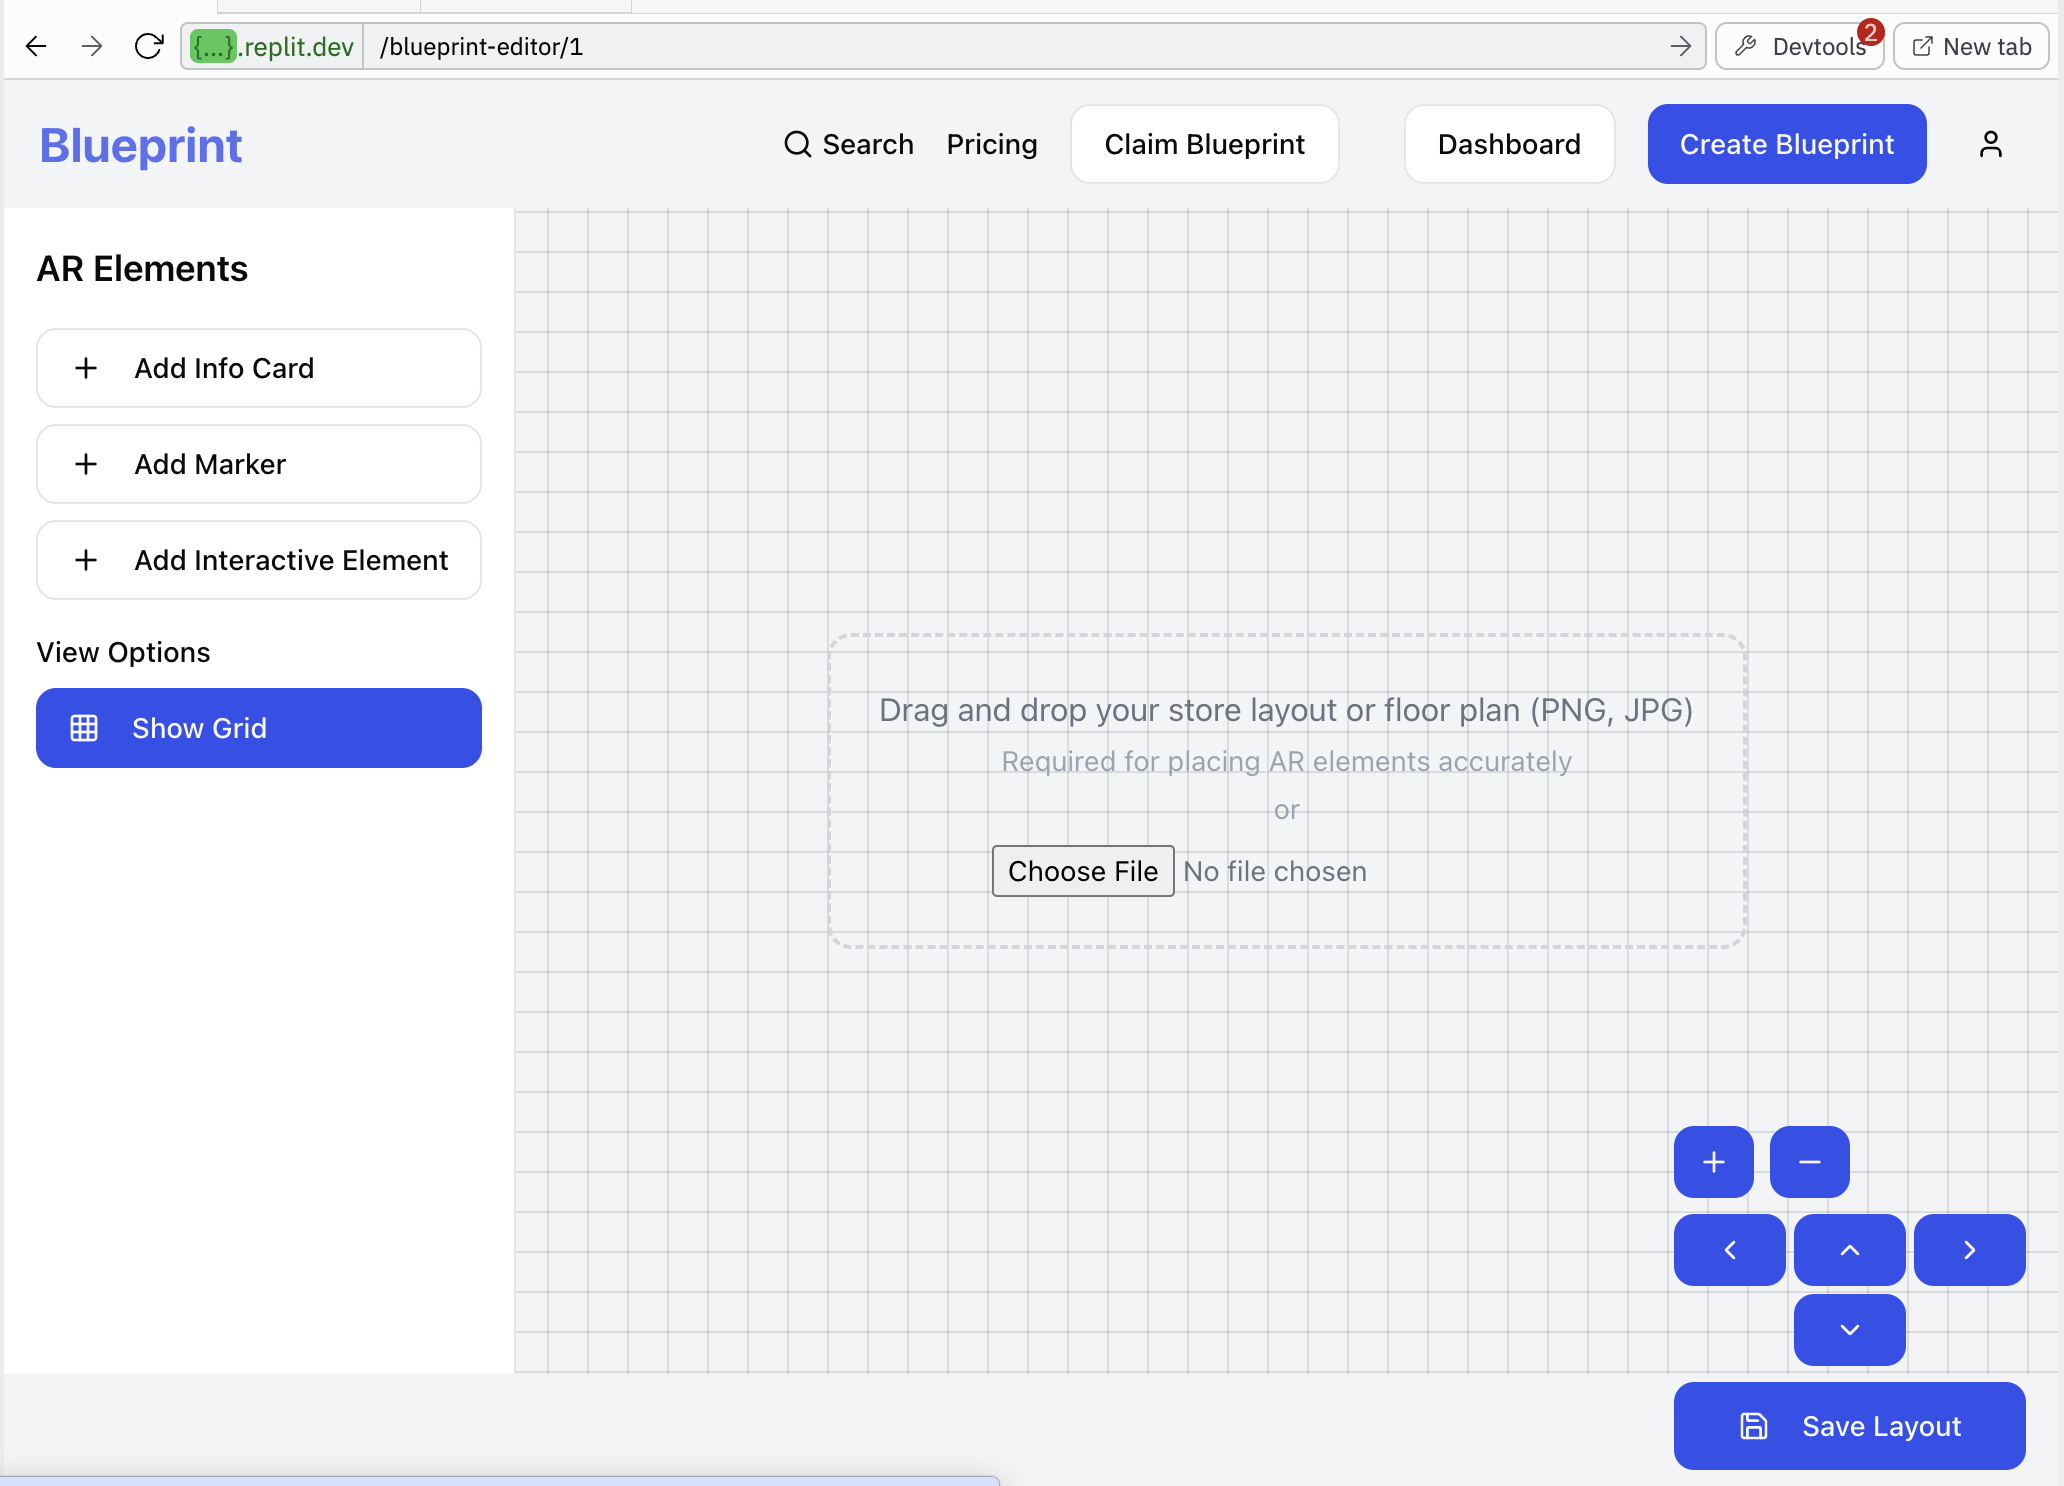 {...}.replit.dev /blueprint-editor/1 Devtools 2 New tab
Blueprint Search Pricing Claim Blueprint Dashboard Create Blueprint
AR Elements
Add Info Card
Add Marker
Add Interactive Element
View Options
Show Grid
Drag and drop your store layout or floor plan (PNG, JPG)
Required for placing AR elements accurately
or
Choose File No file chosen
Save Layout